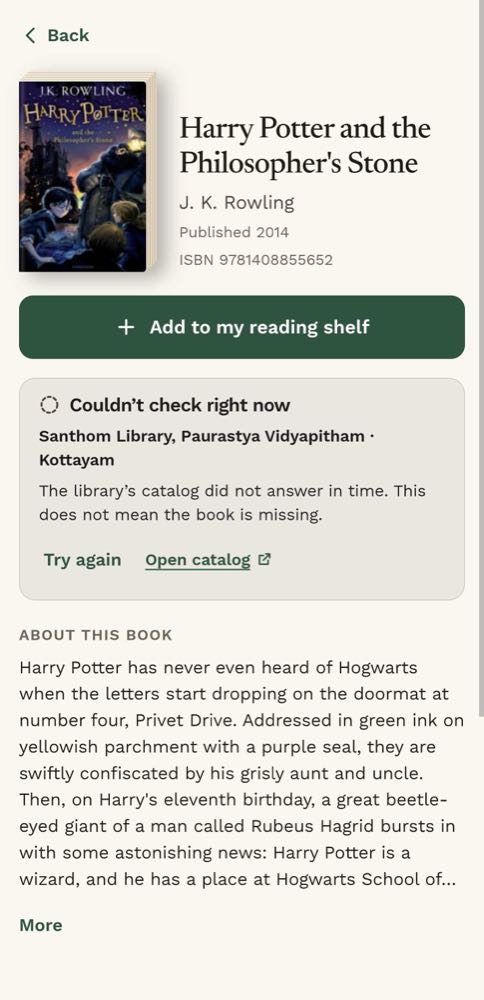 Back
J.K. ROWLING
HARRY POTTER
and the
Philosopher's Stone
Harry Potter and the
Philosopher's Stone
J. K. Rowling
Published 2014
ISBN 9781408855652
+ Add to my reading shelf
Couldn’t check right now
Santhom Library, Paurastya Vidyapitham ·
Kottayam
The library’s catalog did not answer in time. This
does not mean the book is missing.
Try again Open catalog
ABOUT THIS BOOK
Harry Potter has never even heard of Hogwarts
when the letters start dropping on the doormat at
number four, Privet Drive. Addressed in green ink on
yellowish parchment with a purple seal, they are
swiftly confiscated by his grisly aunt and uncle.
Then, on Harry's eleventh birthday, a great beetle-
eyed giant of a man called Rubeus Hagrid bursts in
with some astonishing news: Harry Potter is a
wizard, and he has a place at Hogwarts School of...
More